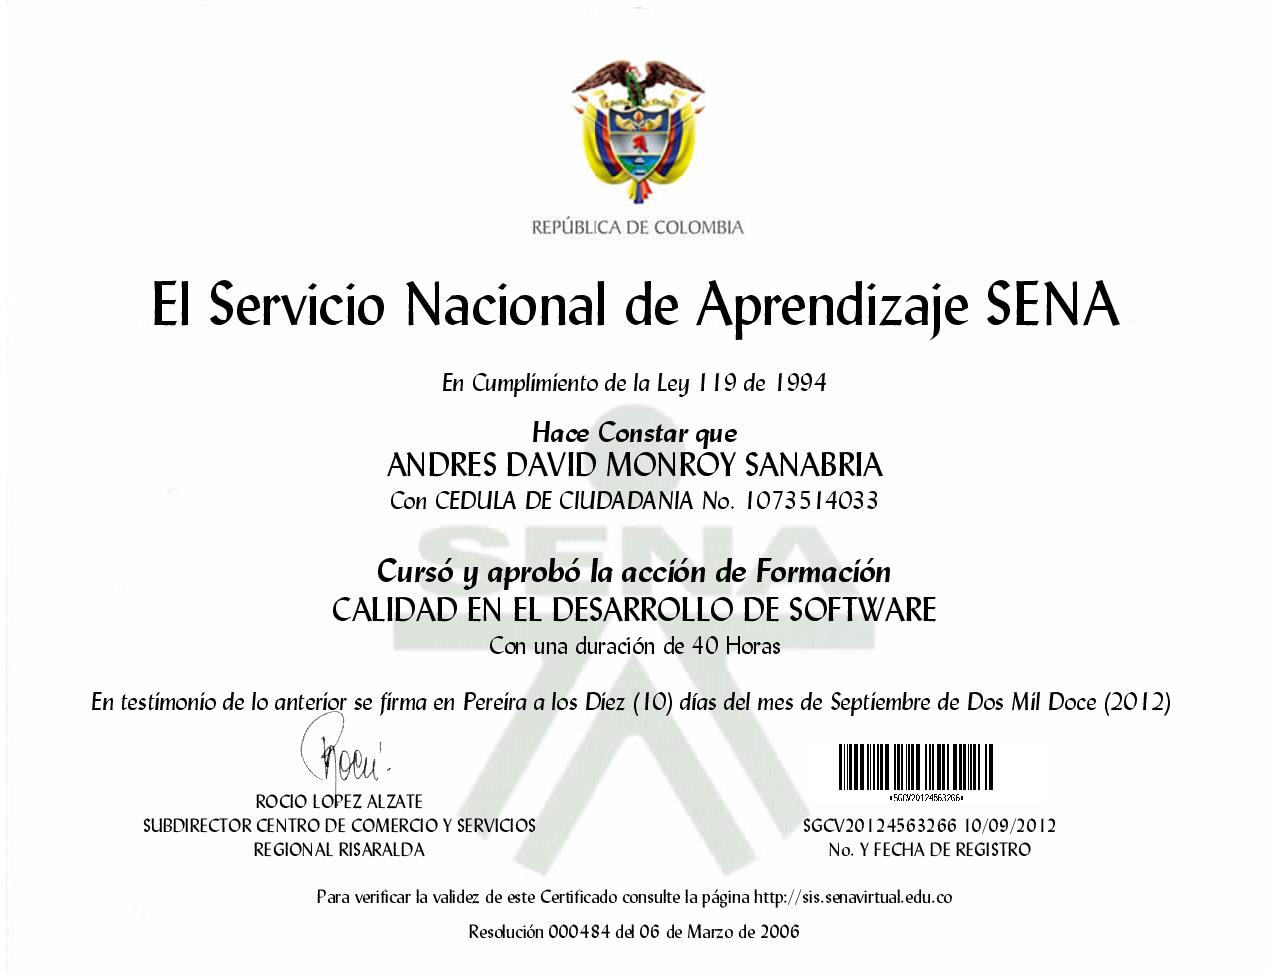 REPÚBLICA DE COLOMBIA
El Servicio Nacional de Aprendizaje SENA
En Cumplimiento de la Ley 119 de 1994
Hace Constar que
ANDRES DAVID MONROY SANABRIA
Con CEDULA DE CIUDADANIA No. 1073514033
SENA
Cursó y aprobó la acción de Formación
CALIDAD EN EL DESARROLLO DE SOFTWARE
Con una duración de 40 Horas
En testimonio de lo anterior se firma en Pereira a los Diez (10) días del mes de Septiembre de Dos Mil Doce (2012)
Rocío
*SGCV20124563266*
ROCIO LOPEZ ALZATE
SUBDIRECTOR CENTRO DE COMERCIO Y SERVICIOS
REGIONAL RISARALDA
SGCV20124563266 10/09/2012
No. Y FECHA DE REGISTRO
Para verificar la validez de este Certificado consulte la página http://sis.senavirtual.edu.co
Resolución 000484 del 06 de Marzo de 2006